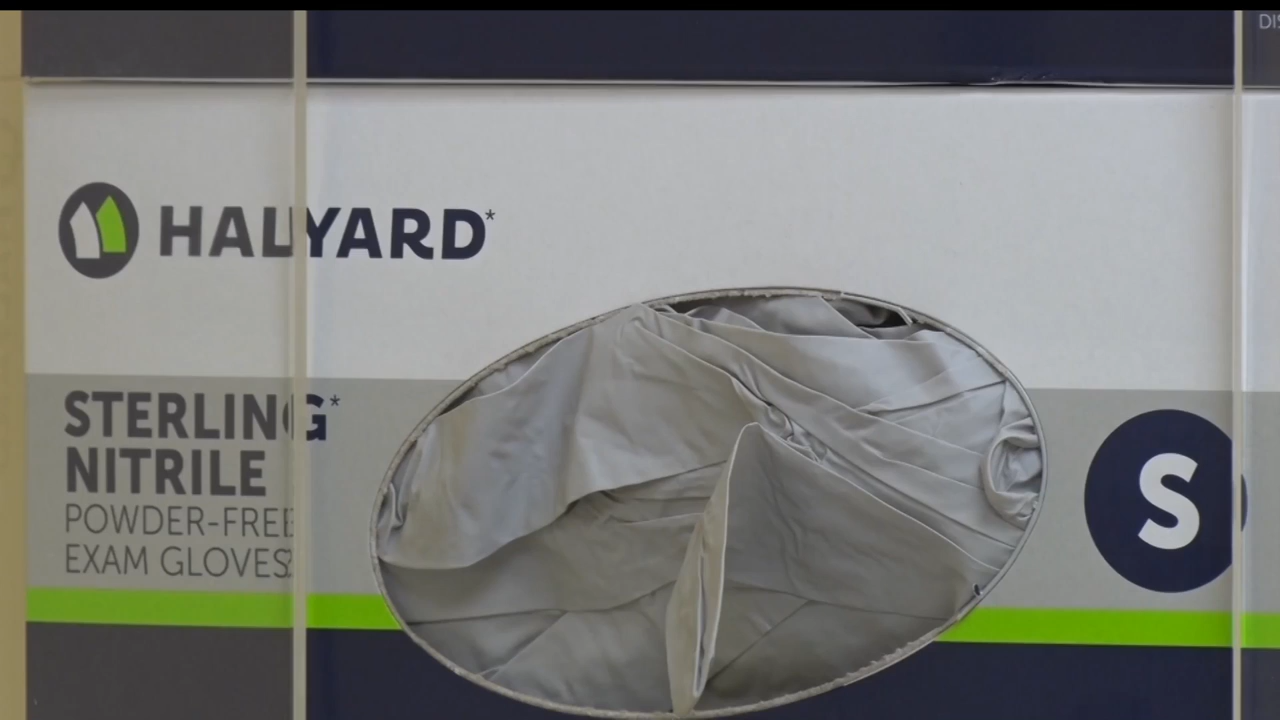 HALYARD*
STERLING*
NITRILE
POWDER-FREE
EXAM GLOVES
S